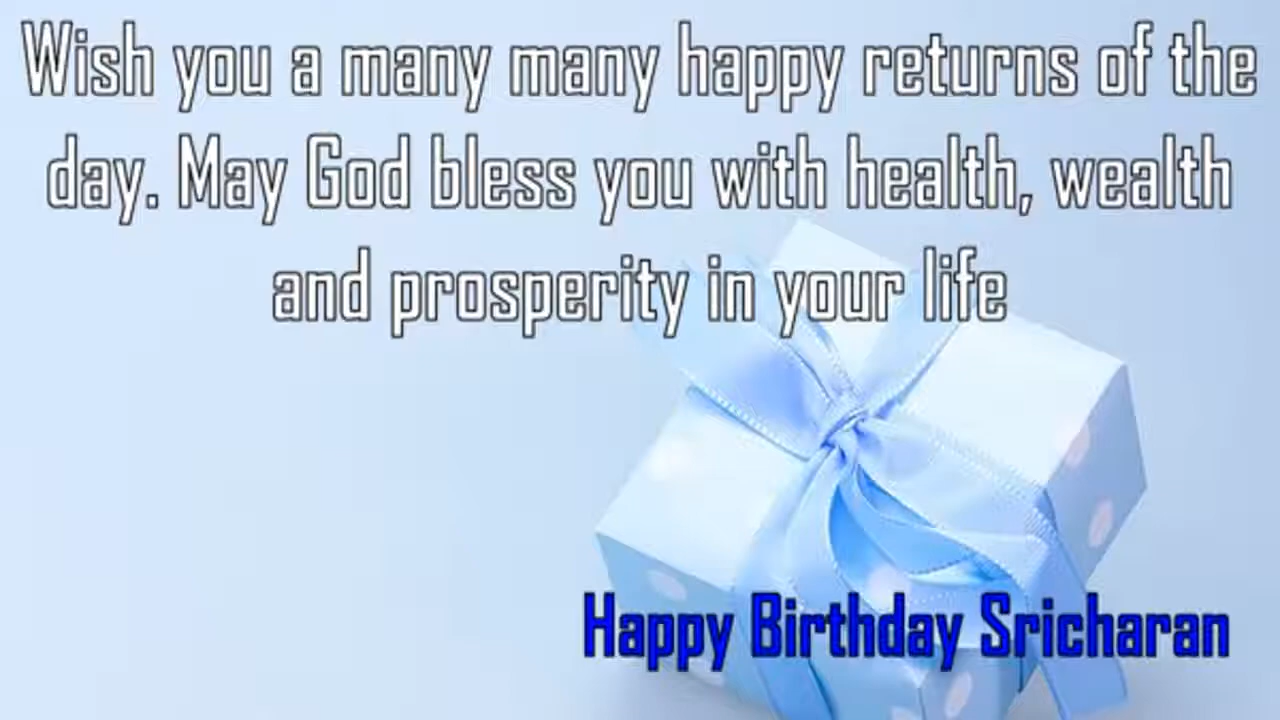 Wish you a many many happy returns of the
day. May God bless you with health, wealth
and prosperity in your life
Happy Birthday Sricharan